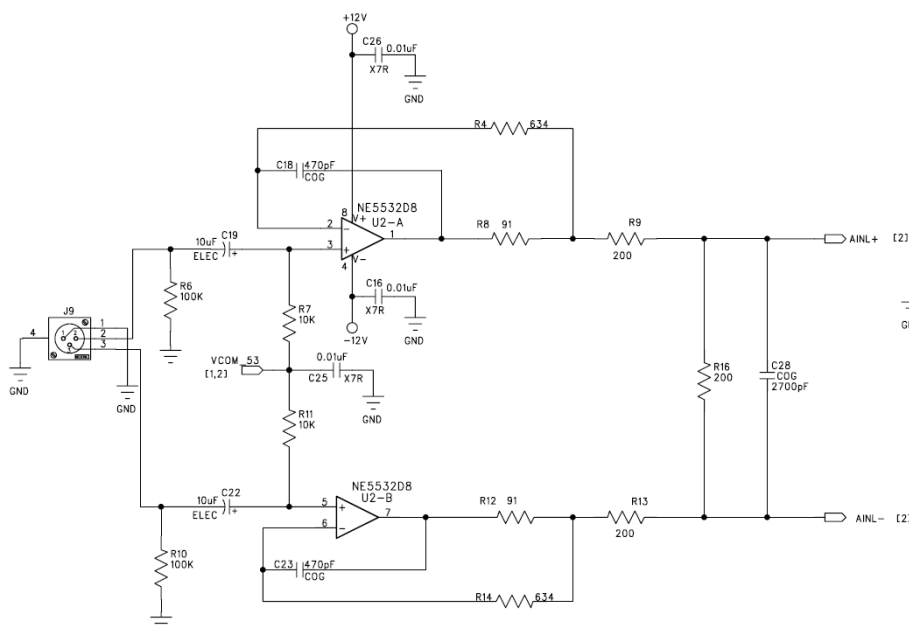 +12V
C26 0.01uF
X7R
GND
R4 634
C18 470pF
COG
NE5532D8
U2-A
8 V+
2 -
3 +
1
4 V-
R8 91
R9
200
AINL+ [2]
10uF C19
ELEC +
R6
100K
R7
10K
C16 0.01uF
X7R
GND
-12V
J9
1
2
3
4
1 2
3
GND
GND
VCOM_53
[1,2]
0.01uF
C25 X7R
GND
R11
10K
R16
200
C28
COG
2700pF
10uF C22
ELEC +
NE5532D8
U2-B
5 +
6 -
7
R12 91
R13
200
AINL- [2]
R10
100K
C23 470pF
COG
R14 634